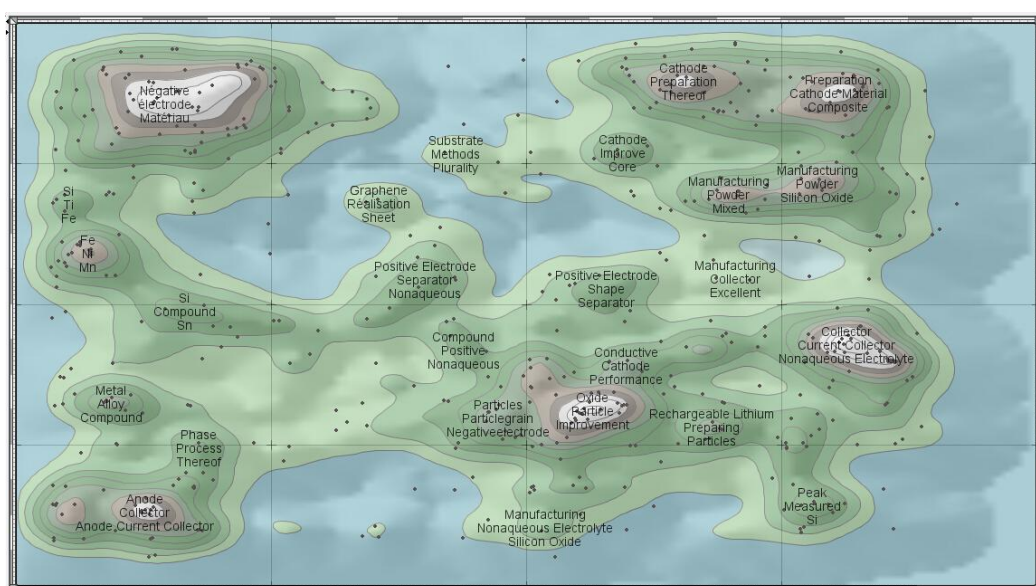 Négative
électrode
Matériau
Cathode
Preparation
Thereof
Preparation
Cathode Material
Composite
Substrate
Methods
Plurality
Cathode
Improve
Core
Manufacturing
Powder
Mixed
Manufacturing
Powder
Silicon Oxide
Si
Ti
Fe
Graphene
Réalisation
Sheet
Fe
Ni
Mn
Positive Electrode
Separator
Nonaqueous
Positive Electrode
Shape
Separator
Manufacturing
Collector
Excellent
Si
Compound
Sn
Compound
Positive
Nonaqueous
Collector
Current Collector
Nonaqueous Electrolyte
Conductive
Cathode
Performance
Metal
Alloy
Compound
Particles
Particlegrain
Negativeelectrode
Oxide
Particle
Improvement
Rechargeable Lithium
Preparing
Particles
Phase
Process
Thereof
Anode
Collector
Anode Current Collector
Manufacturing
Nonaqueous Electrolyte
Silicon Oxide
Peak
Measured
Si